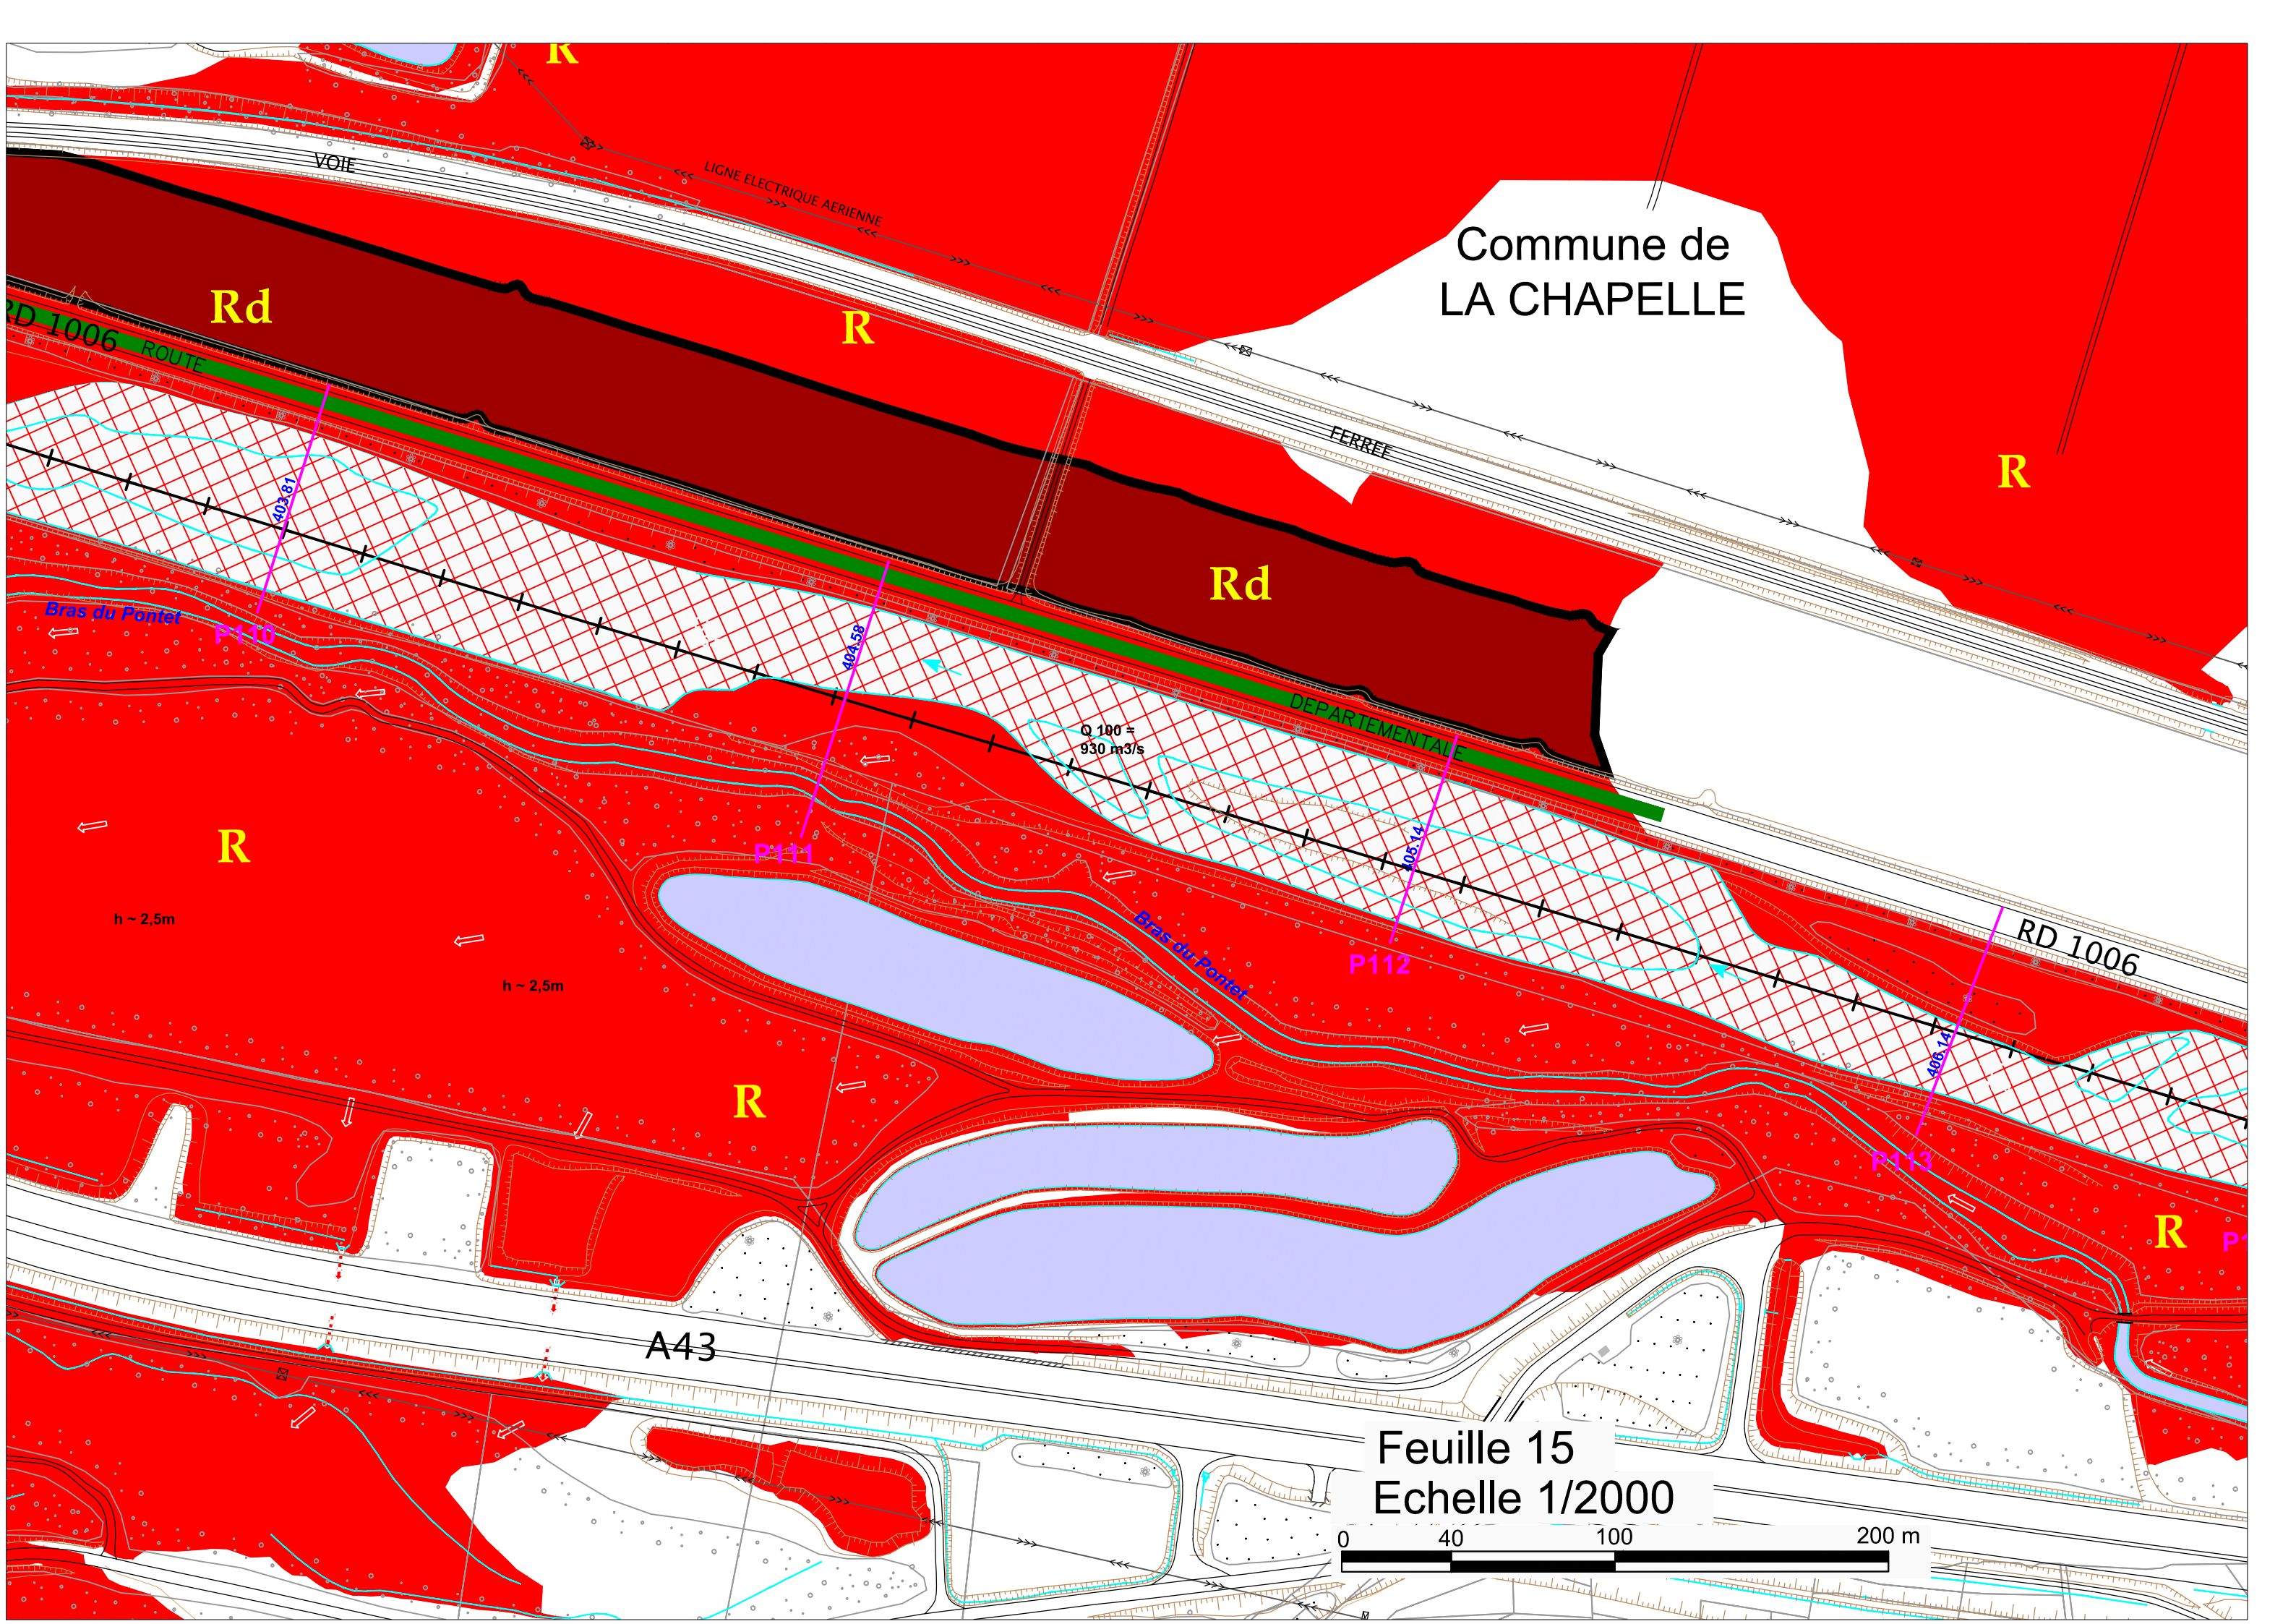 R
VOIE
LIGNE ELECTRIQUE AERIENNE
Commune de
LA CHAPELLE
Rd
R
RD 1006
ROUTE
FERREE
R
403.81
Rd
Bras du Pontet
P110
404.58
DEPARTEMENTALE
Q 100 =
930 m3/s
R
P111
405.14
h ~ 2,5m
Bras du Pontet
P112
RD 1006
h ~ 2,5m
406.14
R
P113
R
A43
Feuille 15
Echelle 1/2000
0 40 100 200 m